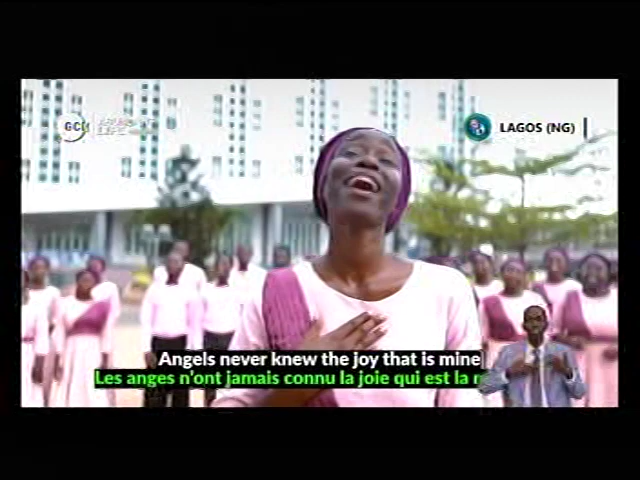 GCK
LAGOS (NG)
Angels never knew the joy that is mine
Les anges n'ont jamais connu la joie qui est la